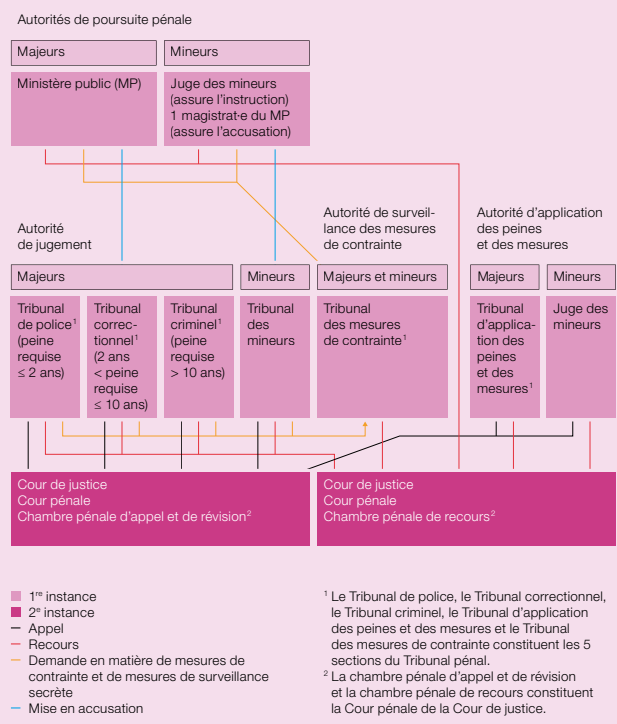 Autorités de poursuite pénale
Majeurs
Mineurs
Ministère public (MP)
Juge des mineurs
(assure l'instruction)
1 magistrat·e du MP
(assure l'accusation)
Autorité
de jugement
Autorité de surveil-
lance des mesures
de contrainte
Autorité d'application
des peines
et des mesures
Majeurs
Mineurs
Majeurs et mineurs
Majeurs
Mineurs
Tribunal
de police¹
(peine
requise
≤ 2 ans)
Tribunal
correc-
tionnel¹
(2 ans
< peine
requise
≤ 10 ans)
Tribunal
criminel¹
(peine
requise
> 10 ans)
Tribunal
des
mineurs
Tribunal
des mesures
de contrainte¹
Tribunal
d'applica-
tion des
peines
et des
mesures¹
Juge des
mineurs
Cour de justice
Cour pénale
Chambre pénale d'appel et de révision²
Cour de justice
Cour pénale
Chambre pénale de recours²
1ʳᵉ instance
2ᵉ instance
Appel
Recours
Demande en matière de mesures de
contrainte et de mesures de surveillance
secrète
Mise en accusation
¹ Le Tribunal de police, le Tribunal correctionnel,
le Tribunal criminel, le Tribunal d'application
des peines et des mesures et le Tribunal
des mesures de contrainte constituent les 5
sections du Tribunal pénal.
² La chambre pénale d'appel et de révision
et la chambre pénale de recours constituent
la Cour pénale de la Cour de justice.